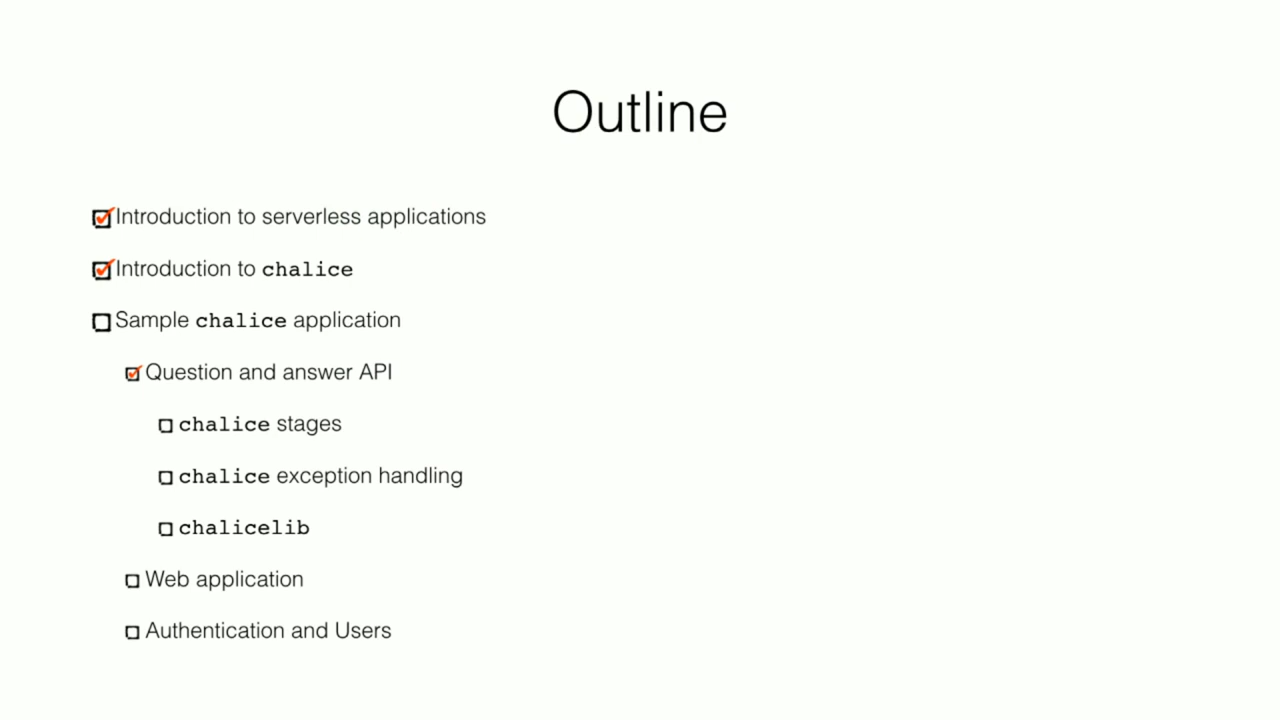 Outline
Introduction to serverless applications
Introduction to chalice
Sample chalice application
Question and answer API
chalice stages
chalice exception handling
chalicelib
Web application
Authentication and Users